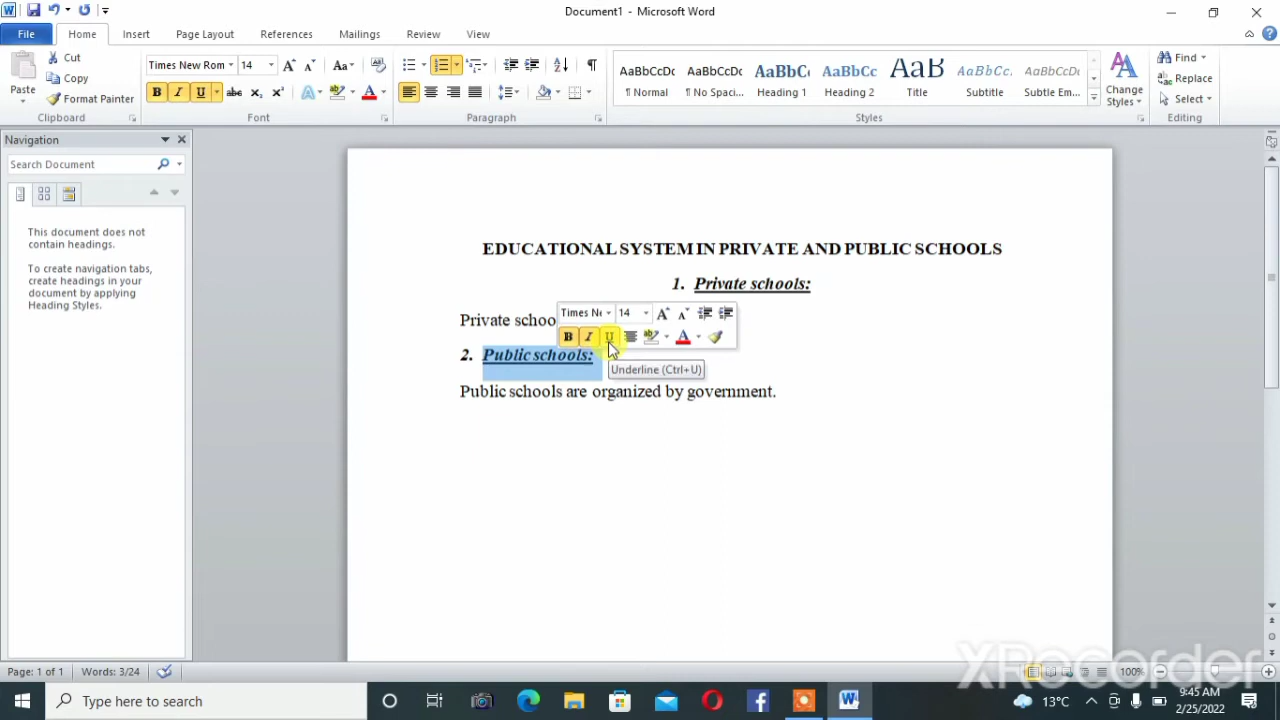 Document1 - Microsoft Word
File Home Insert Page Layout References Mailings Review View
Paste
Cut
Copy
Format Painter
Clipboard
Times New Rom 14
Font
Paragraph
AaBbCcDc AaBbCcDc AaBbCc AaBbCc AaB AaBbCc. AaBbCcDc
¶ Normal ¶ No Spaci... Heading 1 Heading 2 Title Subtitle Subtle Em...
Styles
Change
Styles
Find
Replace
Select
Editing
Navigation
Search Document
This document does not
contain headings.
To create navigation tabs,
create headings in your
document by applying
Heading Styles.
EDUCATIONAL SYSTEM IN PRIVATE AND PUBLIC SCHOOLS
1. Private schools:
Private schoo
Times Ne 14
B I U
2. Public schools:
Underline (Ctrl+U)
Public schools are organized by government.
Page: 1 of 1 Words: 3/24
100%
XRecorder
Type here to search
13°C
9:45 AM
2/25/2022